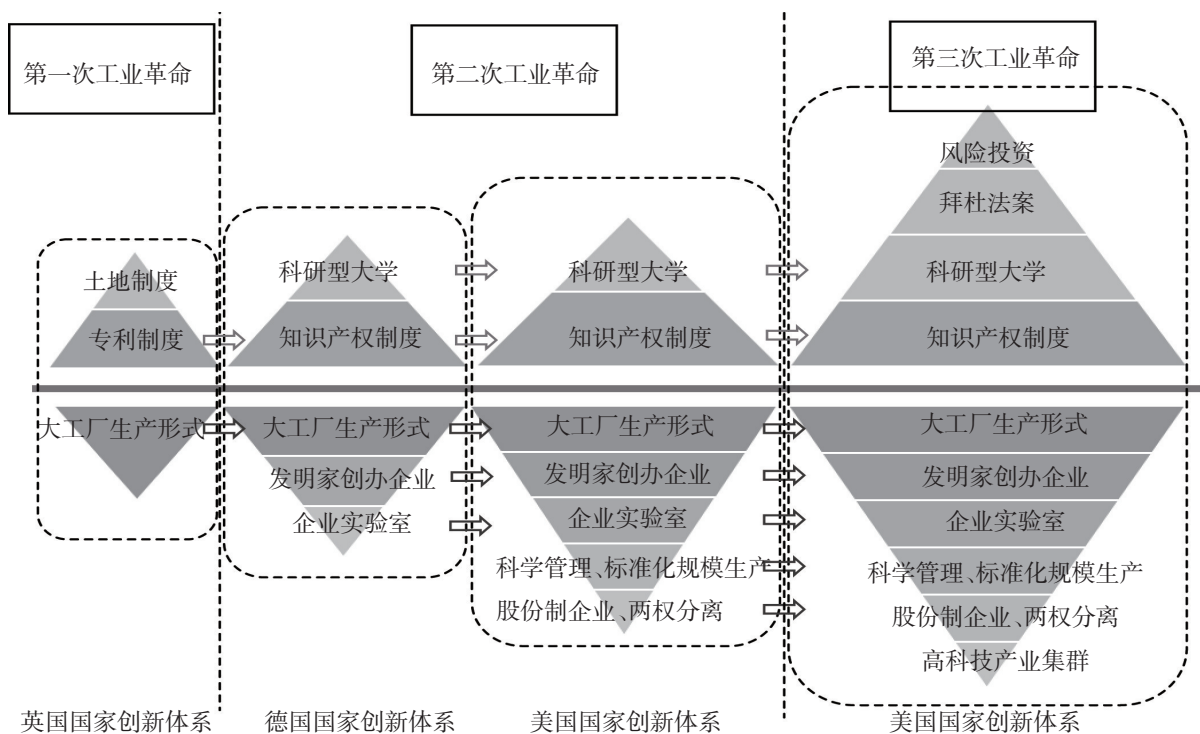 第一次工业革命
第二次工业革命
第三次工业革命
土地制度
专利制度
大工厂生产形式
英国国家创新体系
科研型大学
知识产权制度
大工厂生产形式
发明家创办企业
企业实验室
德国国家创新体系
科研型大学
知识产权制度
大工厂生产形式
发明家创办企业
企业实验室
科学管理、标准化规模生产
股份制企业、两权分离
美国国家创新体系
风险投资
拜杜法案
科研型大学
知识产权制度
大工厂生产形式
发明家创办企业
企业实验室
科学管理、标准化规模生产
股份制企业、两权分离
高科技产业集群
美国国家创新体系